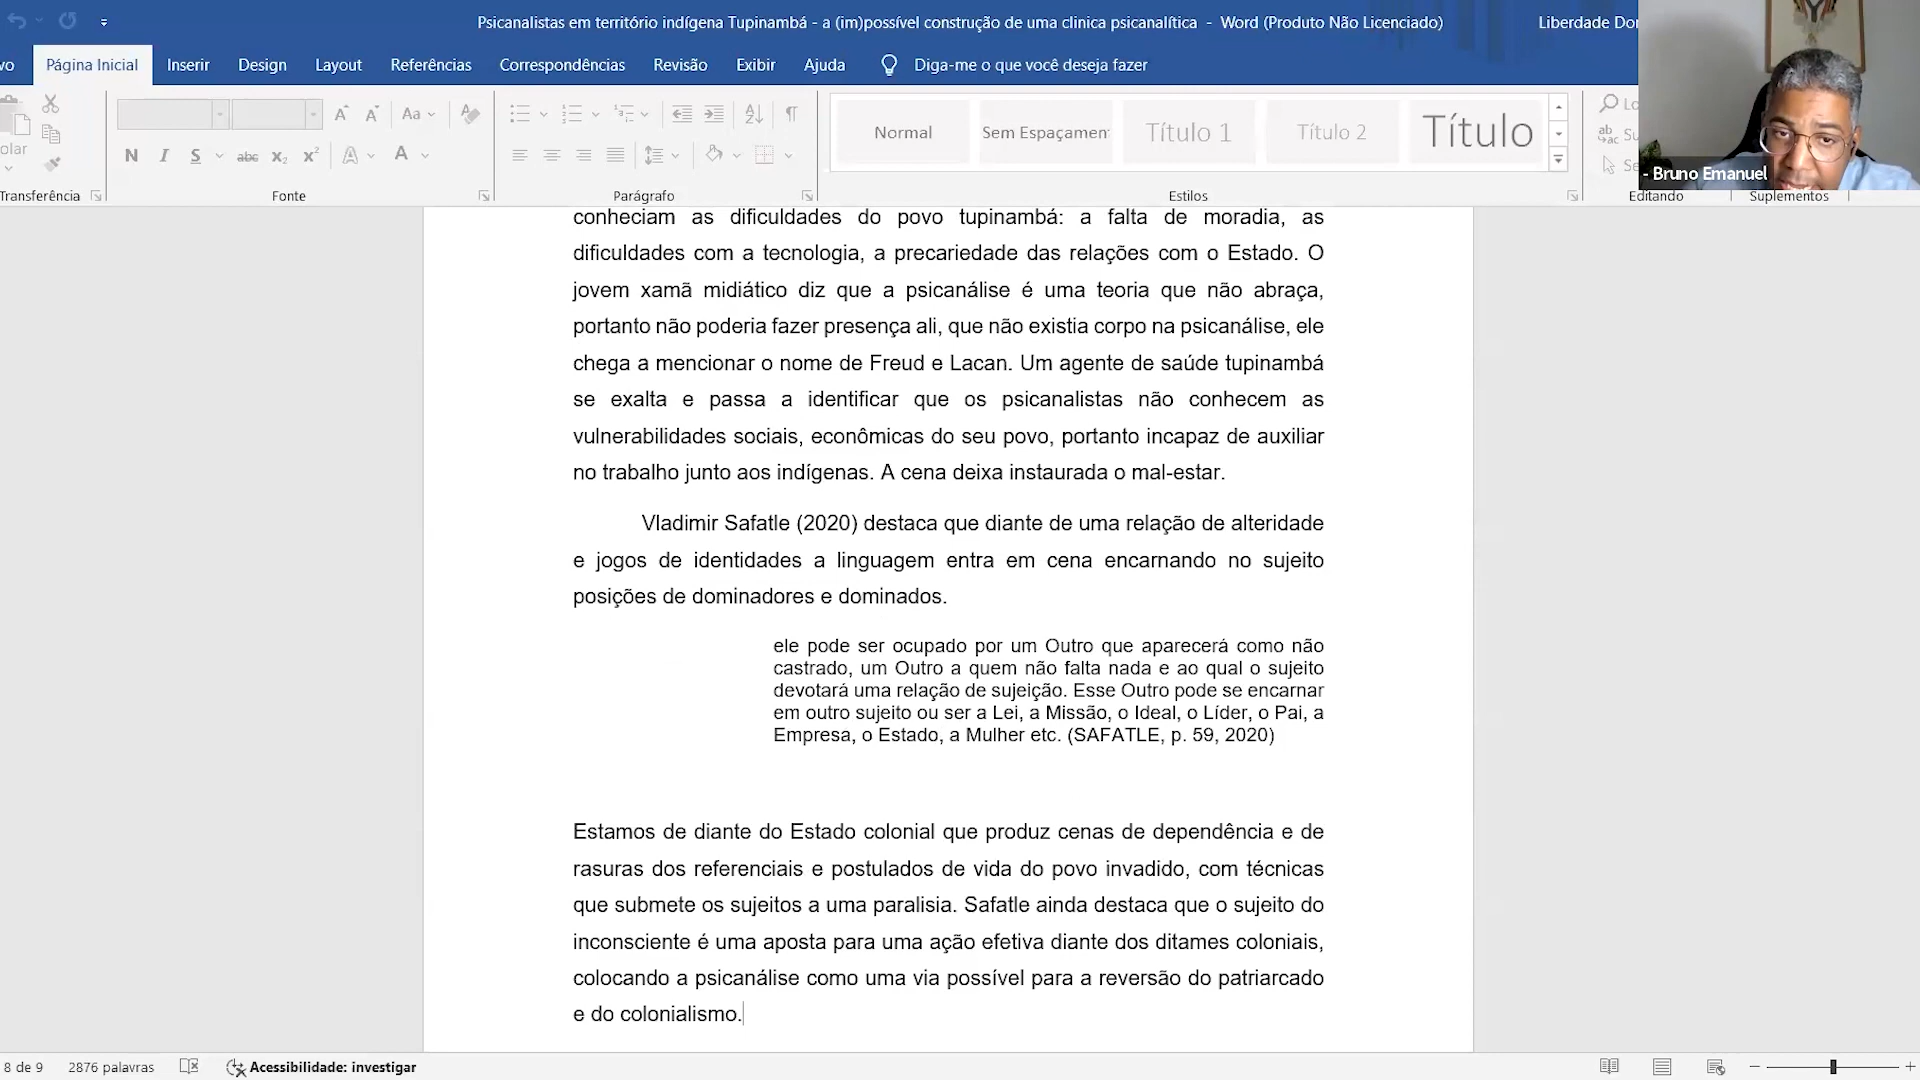 Psicanalistas em território indígena Tupinambá - a (im)possível construção de uma clinica psicanalítica - Word (Produto Não Licenciado)
Liberdade Dor
vo Página Inicial Inserir Design Layout Referências Correspondências Revisão Exibir Ajuda Diga-me o que você deseja fazer
olar
Aa
N I S abc x₂ x² A A
Normal Sem Espaçamen Título 1 Título 2 Título
Lo
Su
Se
- Bruno Emanuel
Transferência Fonte Parágrafo Estilos Editando Suplementos
conheciam as dificuldades do povo tupinambá: a falta de moradia, as
dificuldades com a tecnologia, a precariedade das relações com o Estado. O
jovem xamã midiático diz que a psicanálise é uma teoria que não abraça,
portanto não poderia fazer presença ali, que não existia corpo na psicanálise, ele
chega a mencionar o nome de Freud e Lacan. Um agente de saúde tupinambá
se exalta e passa a identificar que os psicanalistas não conhecem as
vulnerabilidades sociais, econômicas do seu povo, portanto incapaz de auxiliar
no trabalho junto aos indígenas. A cena deixa instaurada o mal-estar.
Vladimir Safatle (2020) destaca que diante de uma relação de alteridade
e jogos de identidades a linguagem entra em cena encarnando no sujeito
posições de dominadores e dominados.
ele pode ser ocupado por um Outro que aparecerá como não
castrado, um Outro a quem não falta nada e ao qual o sujeito
devotará uma relação de sujeição. Esse Outro pode se encarnar
em outro sujeito ou ser a Lei, a Missão, o Ideal, o Líder, o Pai, a
Empresa, o Estado, a Mulher etc. (SAFATLE, p. 59, 2020)
Estamos de diante do Estado colonial que produz cenas de dependência e de
rasuras dos referenciais e postulados de vida do povo invadido, com técnicas
que submete os sujeitos a uma paralisia. Safatle ainda destaca que o sujeito do
inconsciente é uma aposta para uma ação efetiva diante dos ditames coloniais,
colocando a psicanálise como uma via possível para a reversão do patriarcado
e do colonialismo.
8 de 9 2876 palavras Acessibilidade: investigar